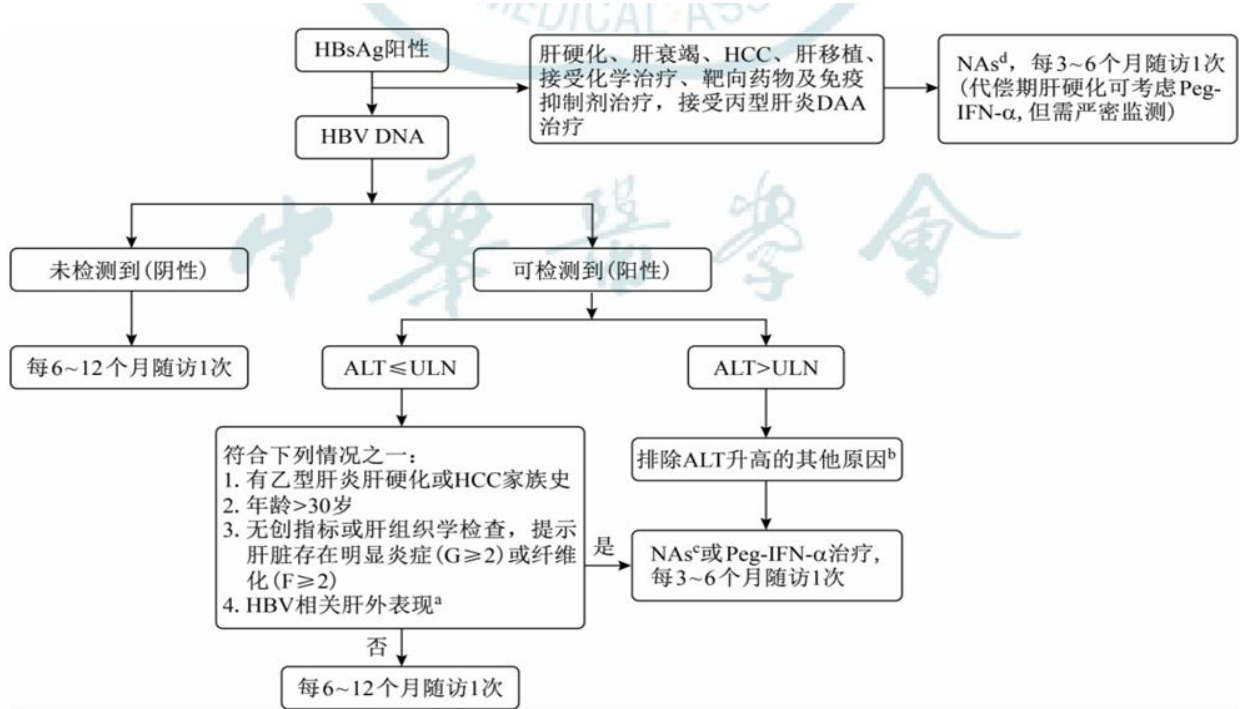 MEDICAL ASS
HBsAg阳性
肝硬化、肝衰竭、HCC、肝移植、
接受化学治疗、靶向药物及免疫
抑制剂治疗，接受丙型肝炎DAA
治疗
NAsᵈ，每3~6个月随访1次
(代偿期肝硬化可考虑Peg-
IFN-α,但需严密监测)
HBV DNA
中華醫學會
未检测到(阴性)
可检测到(阳性)
每6~12个月随访1次
ALT≤ULN
ALT>ULN
符合下列情况之一：
1. 有乙型肝炎肝硬化或HCC家族史
2. 年龄>30岁
3. 无创指标或肝组织学检查，提示
肝脏存在明显炎症(G≥2)或纤维
化(F≥2)
4. HBV相关肝外表现ᵃ
排除ALT升高的其他原因ᵇ
是
NAsᶜ或Peg-IFN-α治疗，
每3~6个月随访1次
否
每6~12个月随访1次